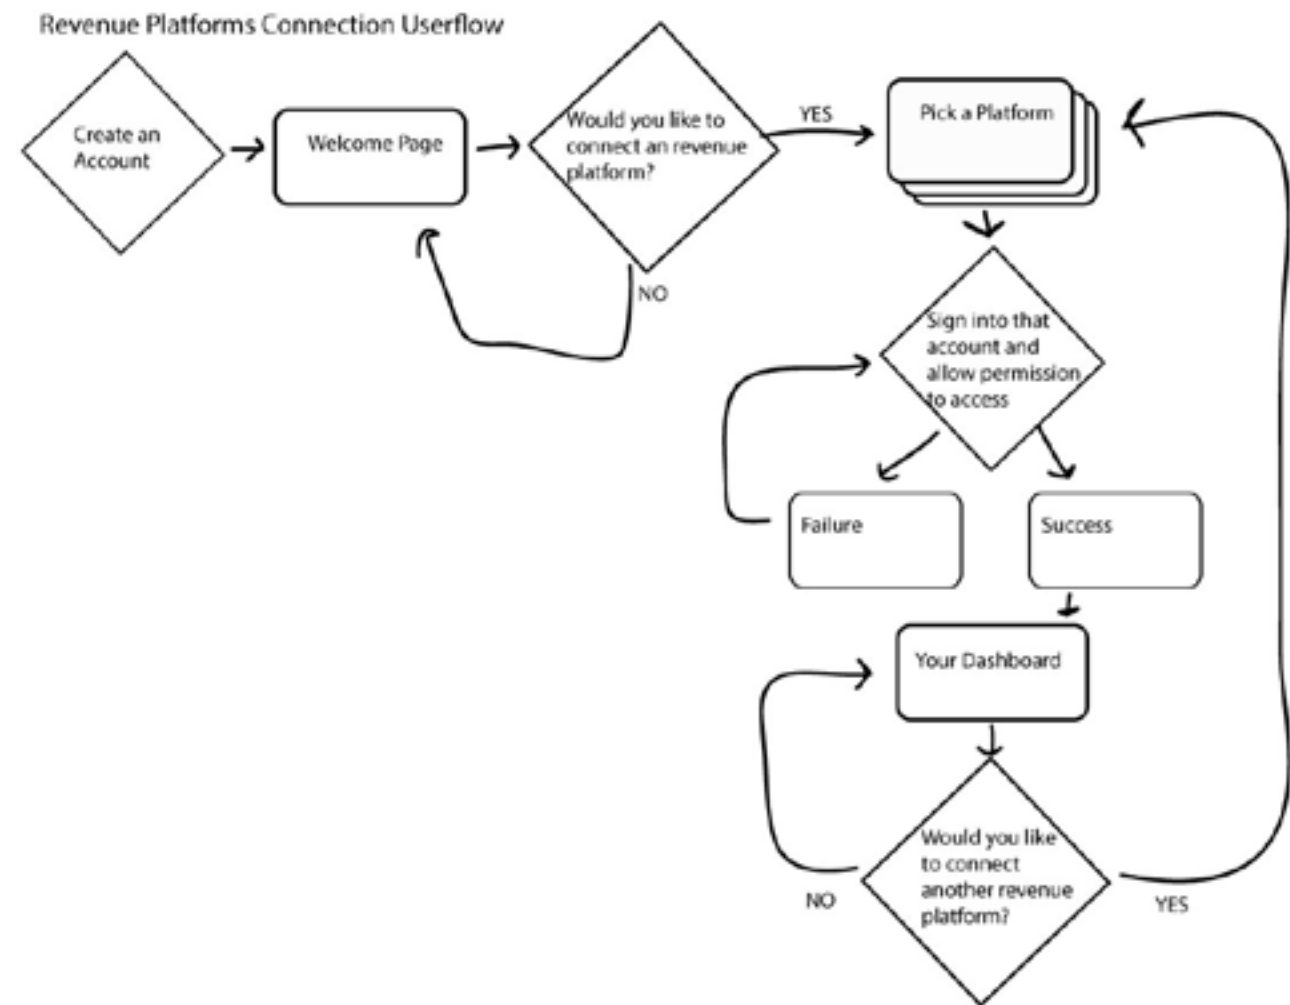 Revenue Platforms Connection Userflow
Create an
Account
Welcome Page
Would you like to
connect an revenue
platform?
YES
Pick a Platform
NO
Sign into that
account and
allow permission
to access
Failure
Success
Your Dashboard
Would you like
to connect
another revenue
platform?
NO
YES